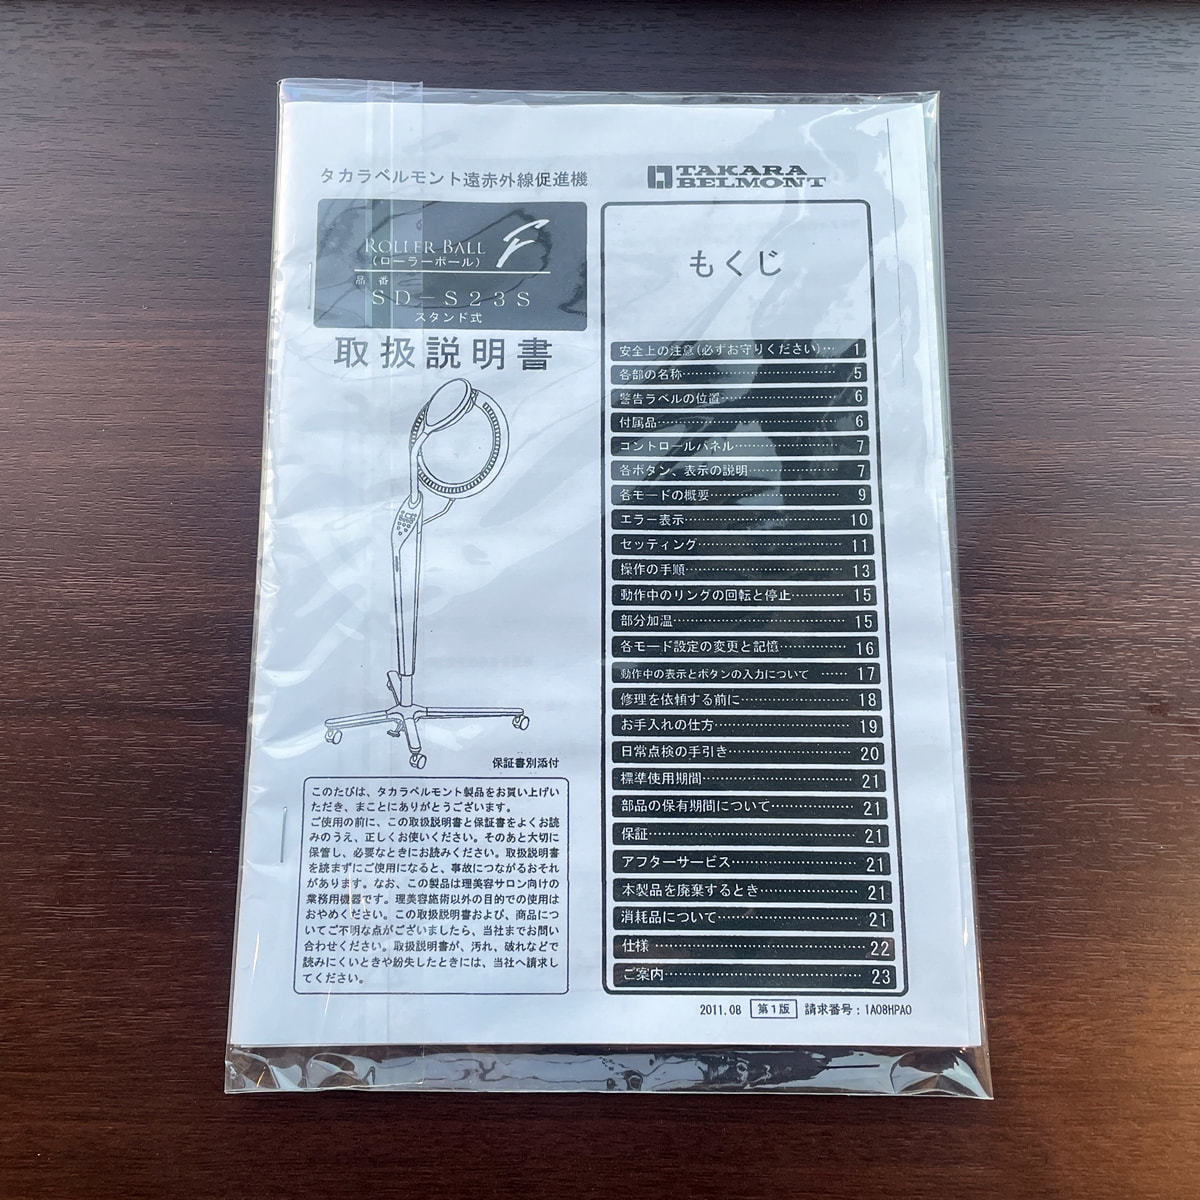 タカラベルモント遠赤外線促進機
ROLLER BALL F
(ローラーボール)
品番
SD-S23S
スタンド式
取扱説明書
保証書別添付
このたびは、タカラベルモント製品をお買い上げい
ただき、まことにありがとうございます。
ご使用の前に、この取扱説明書と保証書をよくお読
みのうえ、正しくお使いください。そのあと大切に
保管し、必要なときにお読みください。取扱説明書
を読まずにご使用になると、事故につながるおそれ
があります。なお、この製品は理美容サロン向けの
業務用機器です。理美容施術以外の目的での使用は
おやめください。この取扱説明書および、商品につ
いてご不明な点がございましたら、当社までお問い
合わせください。取扱説明書が、汚れ、破れなどで
読みにくいときや紛失したときには、当社へ請求し
てください。
TAKARA
BELMONT
もくじ
安全上の注意(必ずお守りください)… 1
各部の名称…………………………… 5
警告ラベルの位置…………………… 6
付属品………………………………… 6
コントロールパネル………………… 7
各ボタン、表示の説明……………… 7
各モードの概要……………………… 9
エラー表示…………………………… 10
セッティング………………………… 11
操作の手順…………………………… 13
動作中のリングの回転と停止……… 15
部分加温……………………………… 15
各モード設定の変更と記憶………… 16
動作中の表示とボタンの入力について …… 17
修理を依頼する前に………………… 18
お手入れの仕方……………………… 19
日常点検の手引き…………………… 20
標準使用期間………………………… 21
部品の保有期間について…………… 21
保証…………………………………… 21
アフターサービス…………………… 21
本製品を廃棄するとき……………… 21
消耗品について……………………… 21
仕様 ………………………………… 22
ご案内………………………………… 23
2011.08 第1版 請求番号:1A08HPA0